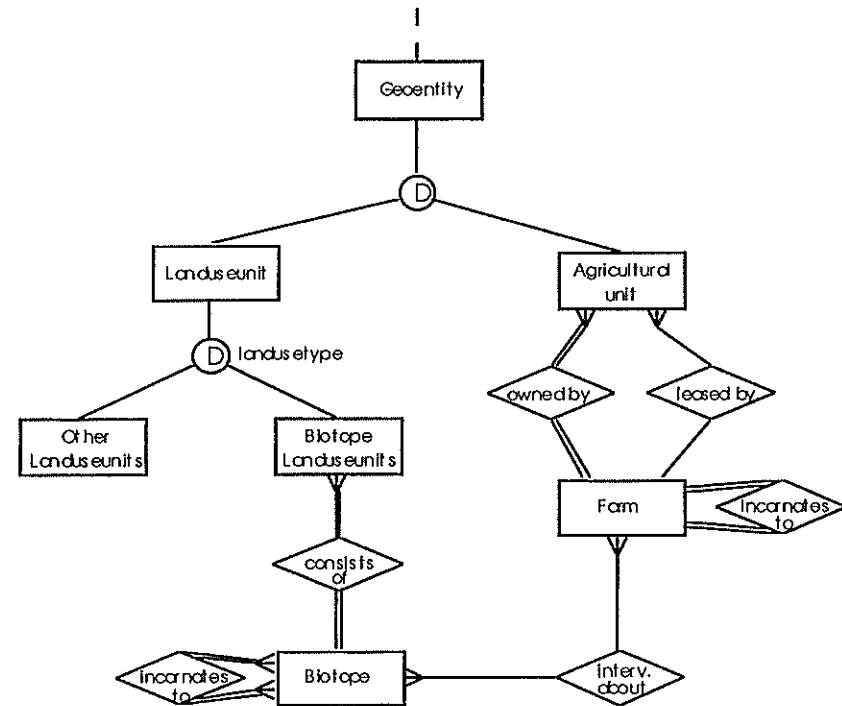 Geoentity
D
Landuseunit
Agricultural
unit
D
landusetype
owned by
leased by
Other
Landuseunits
Biotope
Landuseunits
Farm
incarnates
to
consists
of
incarnates
to
Biotope
interv.
about